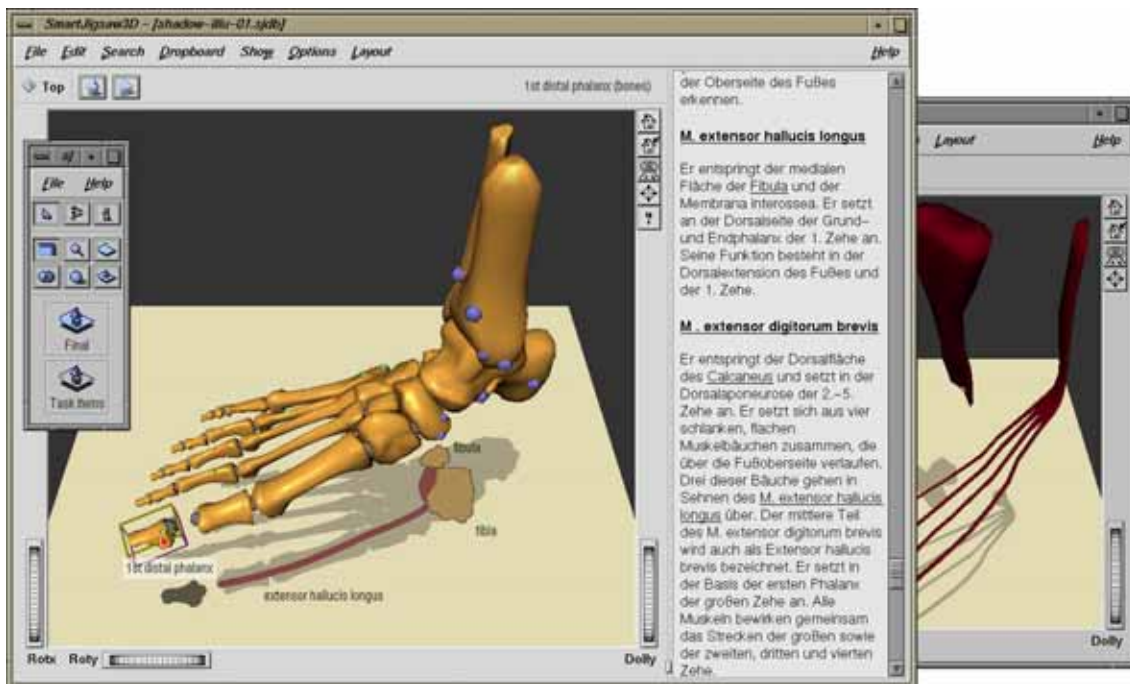 SmartJigsaw3D – [shadow-illu-01.sjdb]
File Edit Search Dropboard Show Options Layout Help
Top
1st distal phalanx (bones)
sj
File Help
Final
Task Items
fibula
tibia
1st distal phalanx
extensor hallucis longus
Rotx Roty
Dolly
der Oberseite des Fußes
erkennen.
M. extensor hallucis longus
Er entspringt der medialen
Fläche der Fibula und der
Membrana interossea. Er setzt
an der Dorsalseite der Grund–
und Endphalanx der 1. Zehe an.
Seine Funktion besteht in der
Dorsalextension des Fußes und
der 1. Zehe.
M . extensor digitorum brevis
Er entspringt der Dorsalfläche
des Calcaneus und setzt in der
Dorsalaponeurose der 2.–5.
Zehe an. Er setzt sich aus vier
schlanken, flachen
Muskelbäuchen zusammen, die
über die Fußoberseite verlaufen.
Drei dieser Bäuche gehen in
Sehnen des M. extensor hallucis
longus über. Der mittlere Teil
des M. extensor digitorum brevis
wird auch als Extensor hallucis
brevis bezeichnet. Er setzt in
der Basis der ersten Phalanx
der großen Zehe an. Alle
Muskeln bewirken gemeinsam
das Strecken der großen sowie
der zweiten, dritten und vierten
Zehe.
Layout Help
Dolly